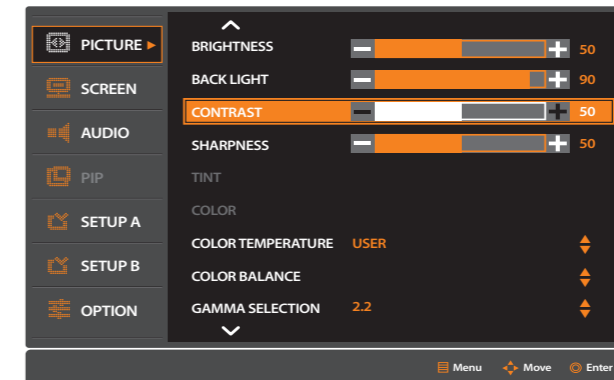 PICTURE
SCREEN
AUDIO
PIP
SETUP A
SETUP B
OPTION
BRIGHTNESS 50
BACK LIGHT 90
CONTRAST 50
SHARPNESS 50
TINT
COLOR
COLOR TEMPERATURE USER
COLOR BALANCE
GAMMA SELECTION 2.2
Menu Move Enter